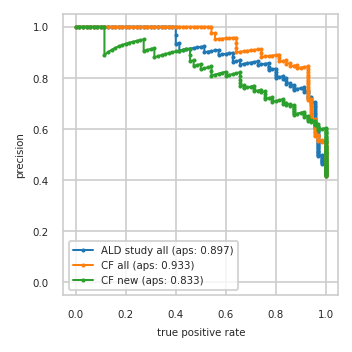 1.0
0.8
0.6
0.4
0.2
0.0
precision
ALD study all (aps: 0.897)
CF all (aps: 0.933)
CF new (aps: 0.833)
0.0 0.2 0.4 0.6 0.8 1.0
true positive rate